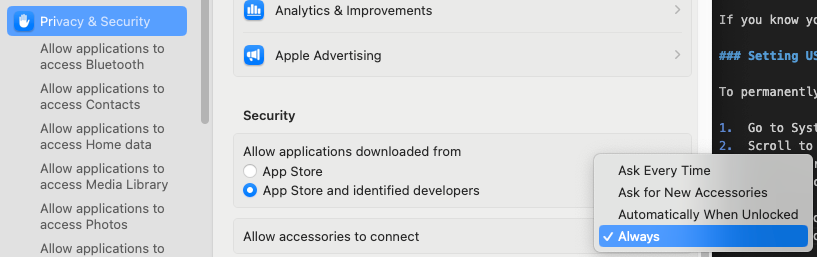 Privacy & Security
Allow applications to
access Bluetooth
Allow applications to
access Contacts
Allow applications to
access Home data
Allow applications to
access Media Library
Allow applications to
access Photos
Allow applications to
Analytics & Improvements
Apple Advertising
Security
Allow applications downloaded from
App Store
App Store and identified developers
Allow accessories to connect
Ask Every Time
Ask for New Accessories
Automatically When Unlocked
Always
If you know yo
### Setting US
To permanently
1. Go to Syst
2. Scroll to